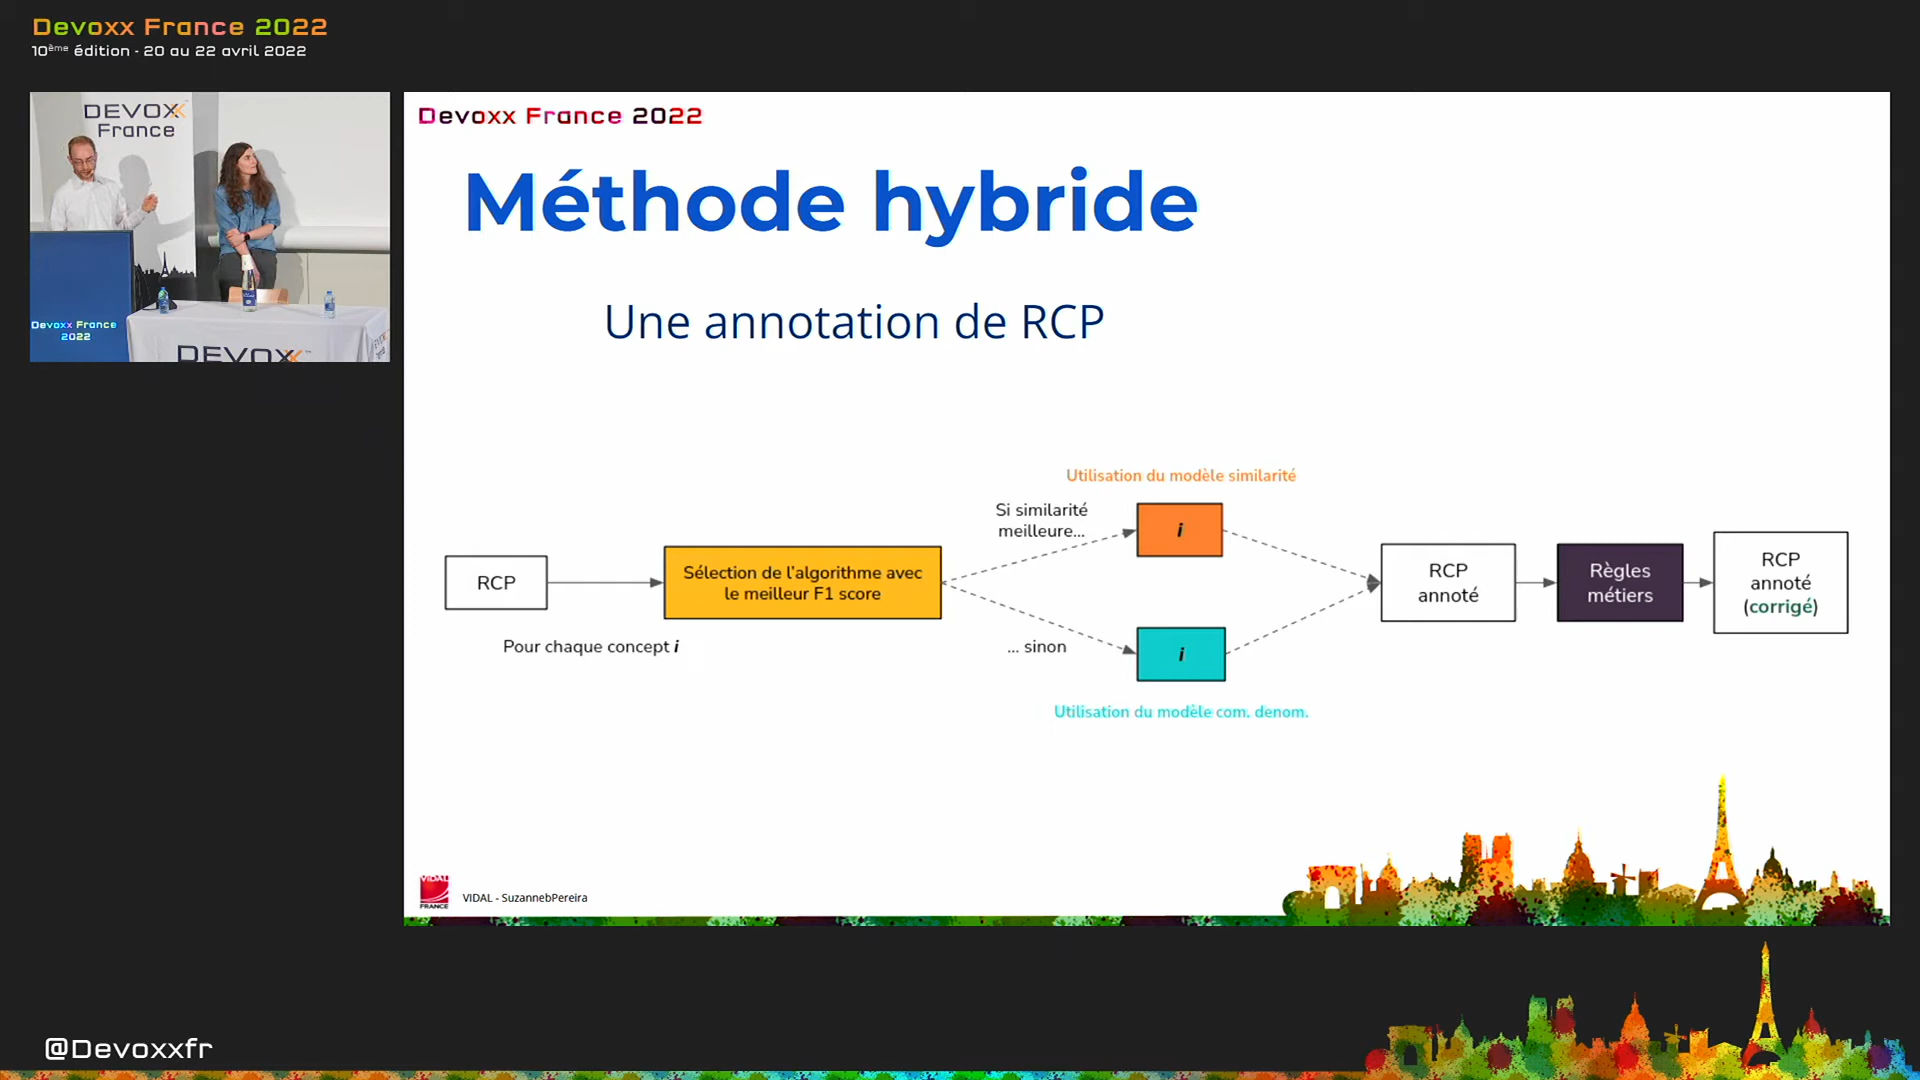 Devoxx France 2022
10ème édition - 20 au 22 avril 2022
DEVOXX
France
Devoxx France
2022
DEVOXX
Devoxx France 2022
Méthode hybride
Une annotation de RCP
Utilisation du modèle similarité
Si similarité
meilleure...
i
RCP
Sélection de l'algorithme avec
le meilleur F1 score
Pour chaque concept i
... sinon
i
Utilisation du modèle com. denom.
RCP
annoté
Règles
métiers
RCP
annoté
(corrigé)
VIDAL
FRANCE
VIDAL - SuzannebPereira
@Devoxxfr